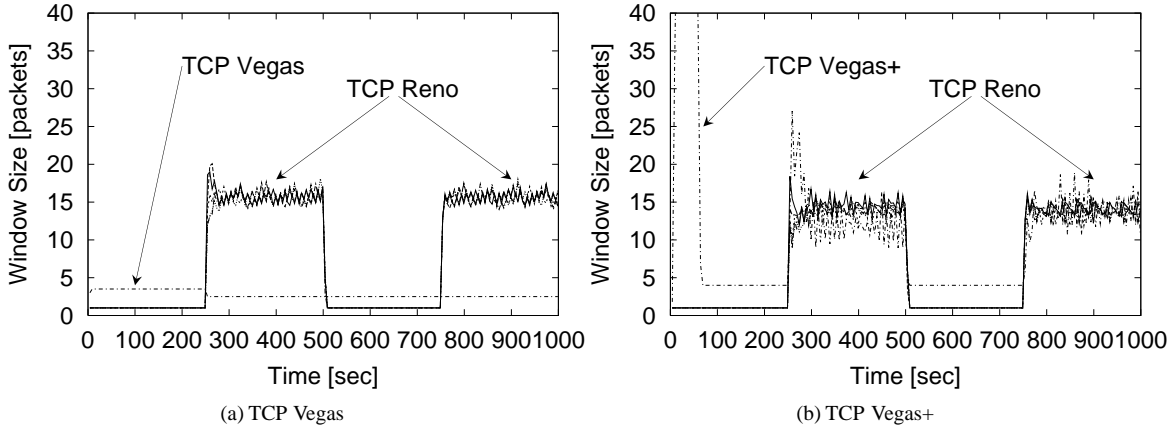 40
35
30
25
20
15
10
5
0
Window Size [packets]
TCP Vegas
TCP Reno
0 100 200 300 400 500 600 700 800 9001000
Time [sec]
(a) TCP Vegas
40
35
30
25
20
15
10
5
0
Window Size [packets]
TCP Vegas+
TCP Reno
0 100 200 300 400 500 600 700 800 9001000
Time [sec]
(b) TCP Vegas+